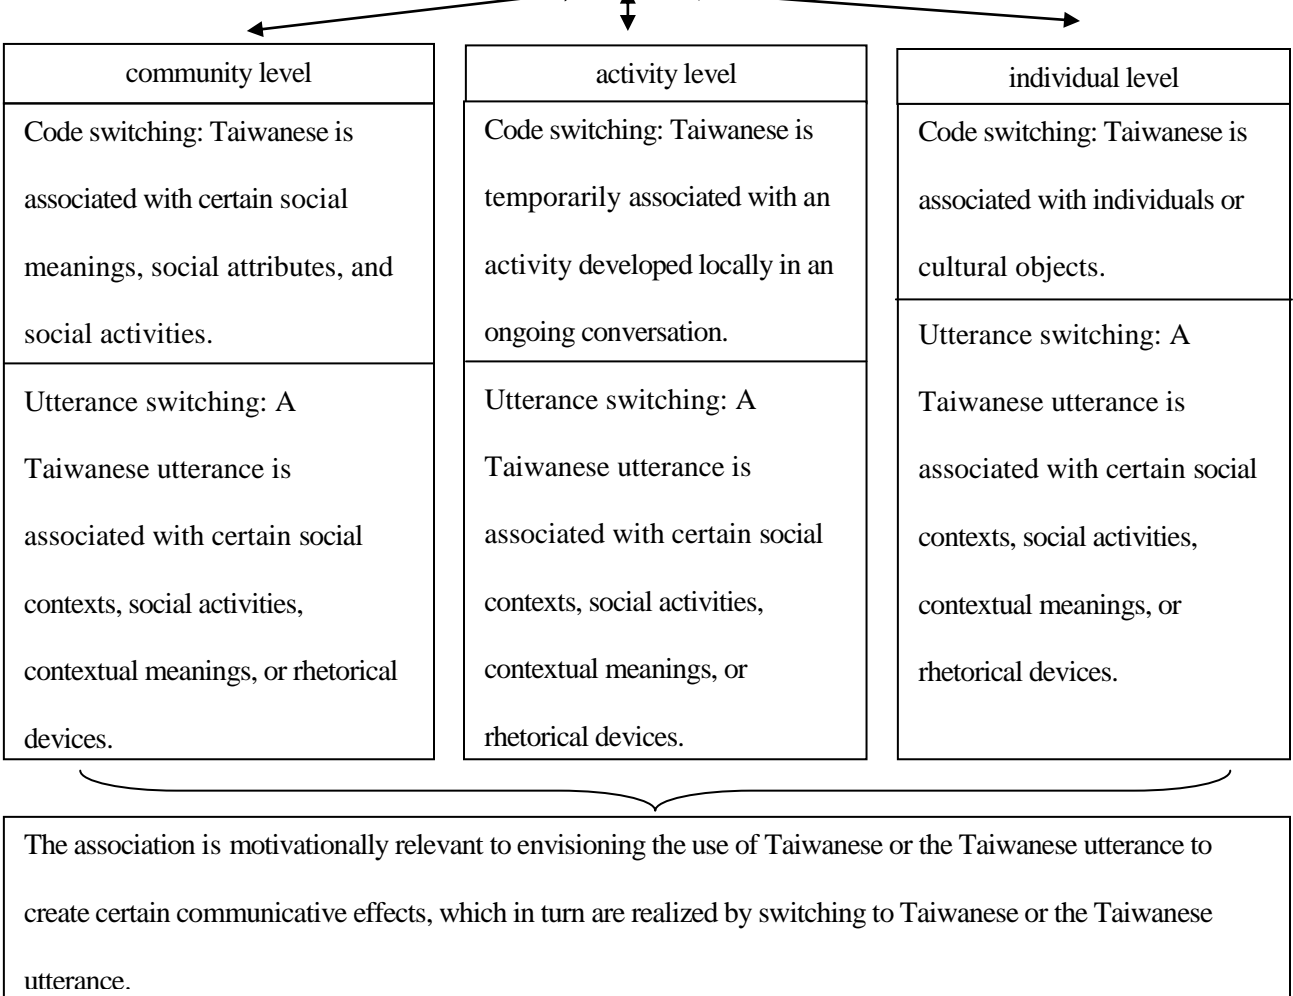 community level
Code switching: Taiwanese is
associated with certain social
meanings, social attributes, and
social activities.
Utterance switching: A
Taiwanese utterance is
associated with certain social
contexts, social activities,
contextual meanings, or rhetorical
devices.
activity level
Code switching: Taiwanese is
temporarily associated with an
activity developed locally in an
ongoing conversation.
Utterance switching: A
Taiwanese utterance is
associated with certain social
contexts, social activities,
contextual meanings, or
rhetorical devices.
individual level
Code switching: Taiwanese is
associated with individuals or
cultural objects.
Utterance switching: A
Taiwanese utterance is
associated with certain social
contexts, social activities,
contextual meanings, or
rhetorical devices.
The association is motivationally relevant to envisioning the use of Taiwanese or the Taiwanese utterance to
create certain communicative effects, which in turn are realized by switching to Taiwanese or the Taiwanese
utterance.